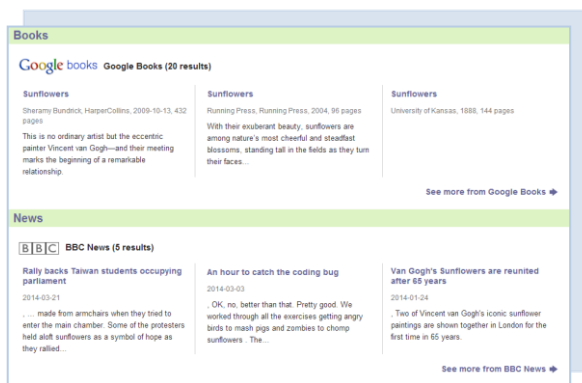 Books
Google books Google Books (20 results)
Sunflowers
Sheramy Bundrick, HarperCollins, 2009-10-13, 432
pages
This is no ordinary artist but the eccentric
painter Vincent van Gogh—and their meeting
marks the beginning of a remarkable
relationship.
Sunflowers
Running Press, Running Press, 2004, 96 pages
With their exuberant beauty, sunflowers are
among nature's most cheerful and steadfast
blossoms, standing tall in the fields as they turn
their faces...
Sunflowers
University of Kansas, 1888, 144 pages
See more from Google Books
News
BBC BBC News (5 results)
Rally backs Taiwan students occupying
parliament
2014-03-21
, ... made from armchairs when they tried to
enter the main chamber. Some of the protesters
held aloft sunflowers as a symbol of hope as
they rallied...
An hour to catch the coding bug
2014-03-03
, OK, no, better than that. Pretty good. We
worked through all the exercises getting angry
birds to mash pigs and zombies to chomp
sunflowers . The...
Van Gogh's Sunflowers are reunited
after 65 years
2014-01-24
, Two of Vincent van Gogh's iconic sunflower
paintings are shown together in London for the
first time in 65 years.
See more from BBC News